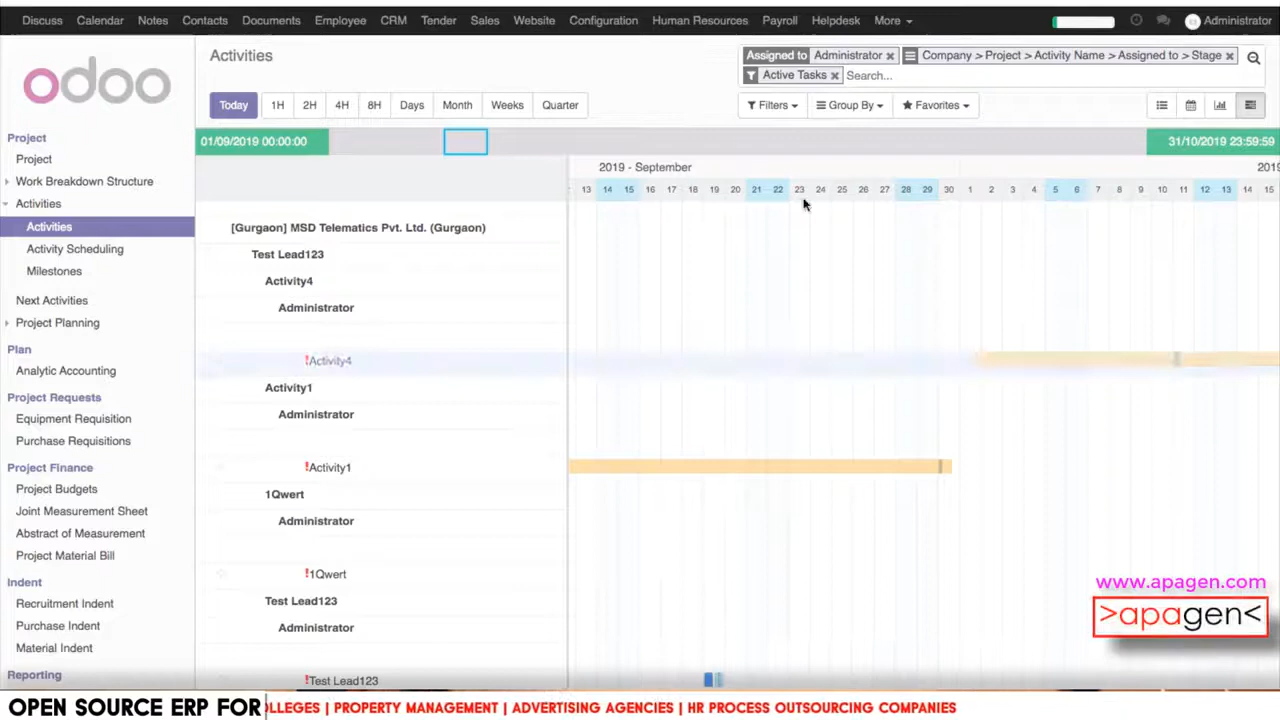 Discuss Calendar Notes Contacts Documents Employee CRM Tender Sales Website Configuration Human Resources Payroll Helpdesk More Administrator
odoo
Activities
Assigned to Administrator Company > Project > Activity Name > Assigned to > Stage
Active Tasks Search...
Today 1H 2H 4H 8H Days Month Weeks Quarter
Filters Group By Favorites
01/09/2019 00:00:00 31/10/2019 23:59:59
2019 - September 2019
13 14 15 16 17 18 19 20 21 22 23 24 25 26 27 28 29 30 1 2 3 4 5 6 7 8 9 10 11 12 13 14 15
Project
Project
Work Breakdown Structure
Activities
Activities
Activity Scheduling
Milestones
Next Activities
Project Planning
Plan
Analytic Accounting
Project Requests
Equipment Requisition
Purchase Requisitions
Project Finance
Project Budgets
Joint Measurement Sheet
Abstract of Measurement
Project Material Bill
Indent
Recruitment Indent
Purchase Indent
Material Indent
Reporting
[Gurgaon] MSD Telematics Pvt. Ltd. (Gurgaon)
Test Lead123
Activity4
Administrator
!Activity4
Activity1
Administrator
!Activity1
1Qwert
Administrator
!1Qwert
Test Lead123
Administrator
!Test Lead123
www.apagen.com
>apagen<
OPEN SOURCE ERP FOR LLEGES | PROPERTY MANAGEMENT | ADVERTISING AGENCIES | HR PROCESS OUTSOURCING COMPANIES